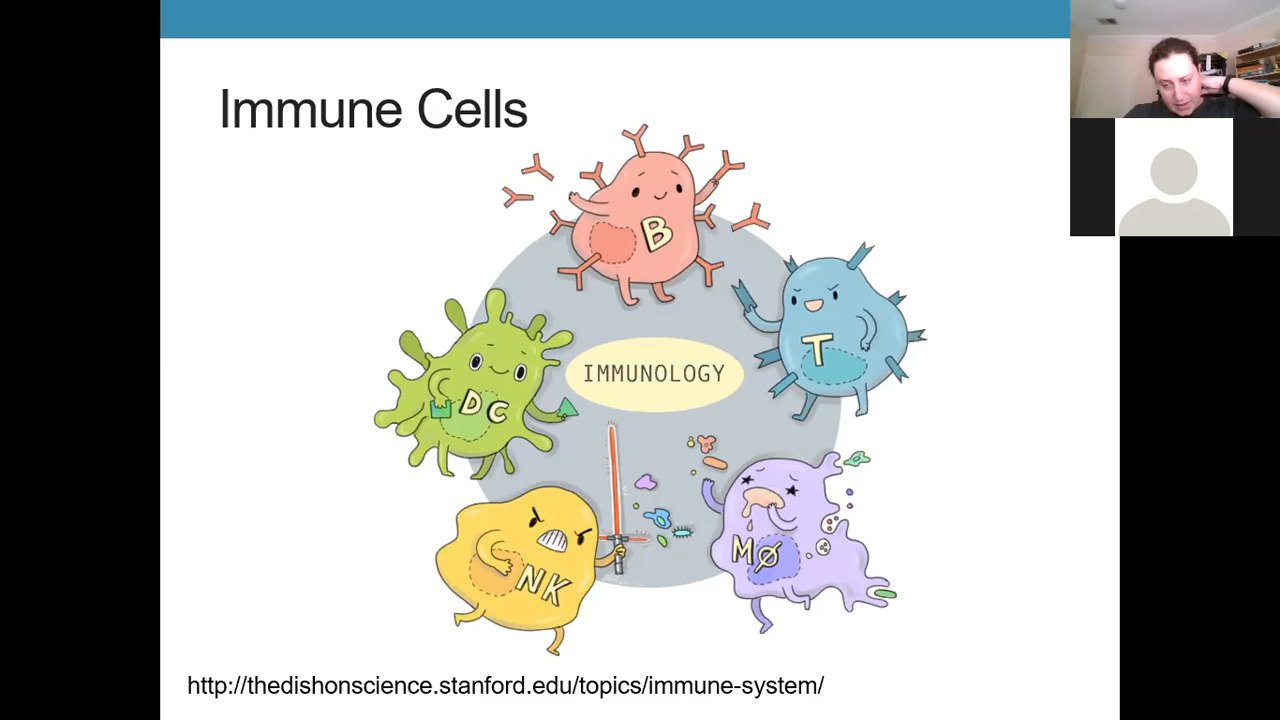 Immune Cells
B
T
IMMUNOLOGY
DC
MØ
NK
http://thedishonscience.stanford.edu/topics/immune-system/